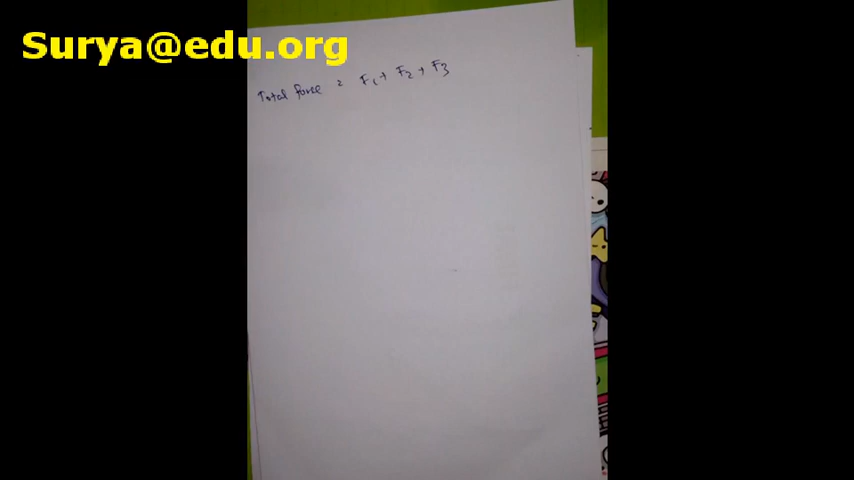 Surya@edu.org
Total force = F1 + F2 + F3